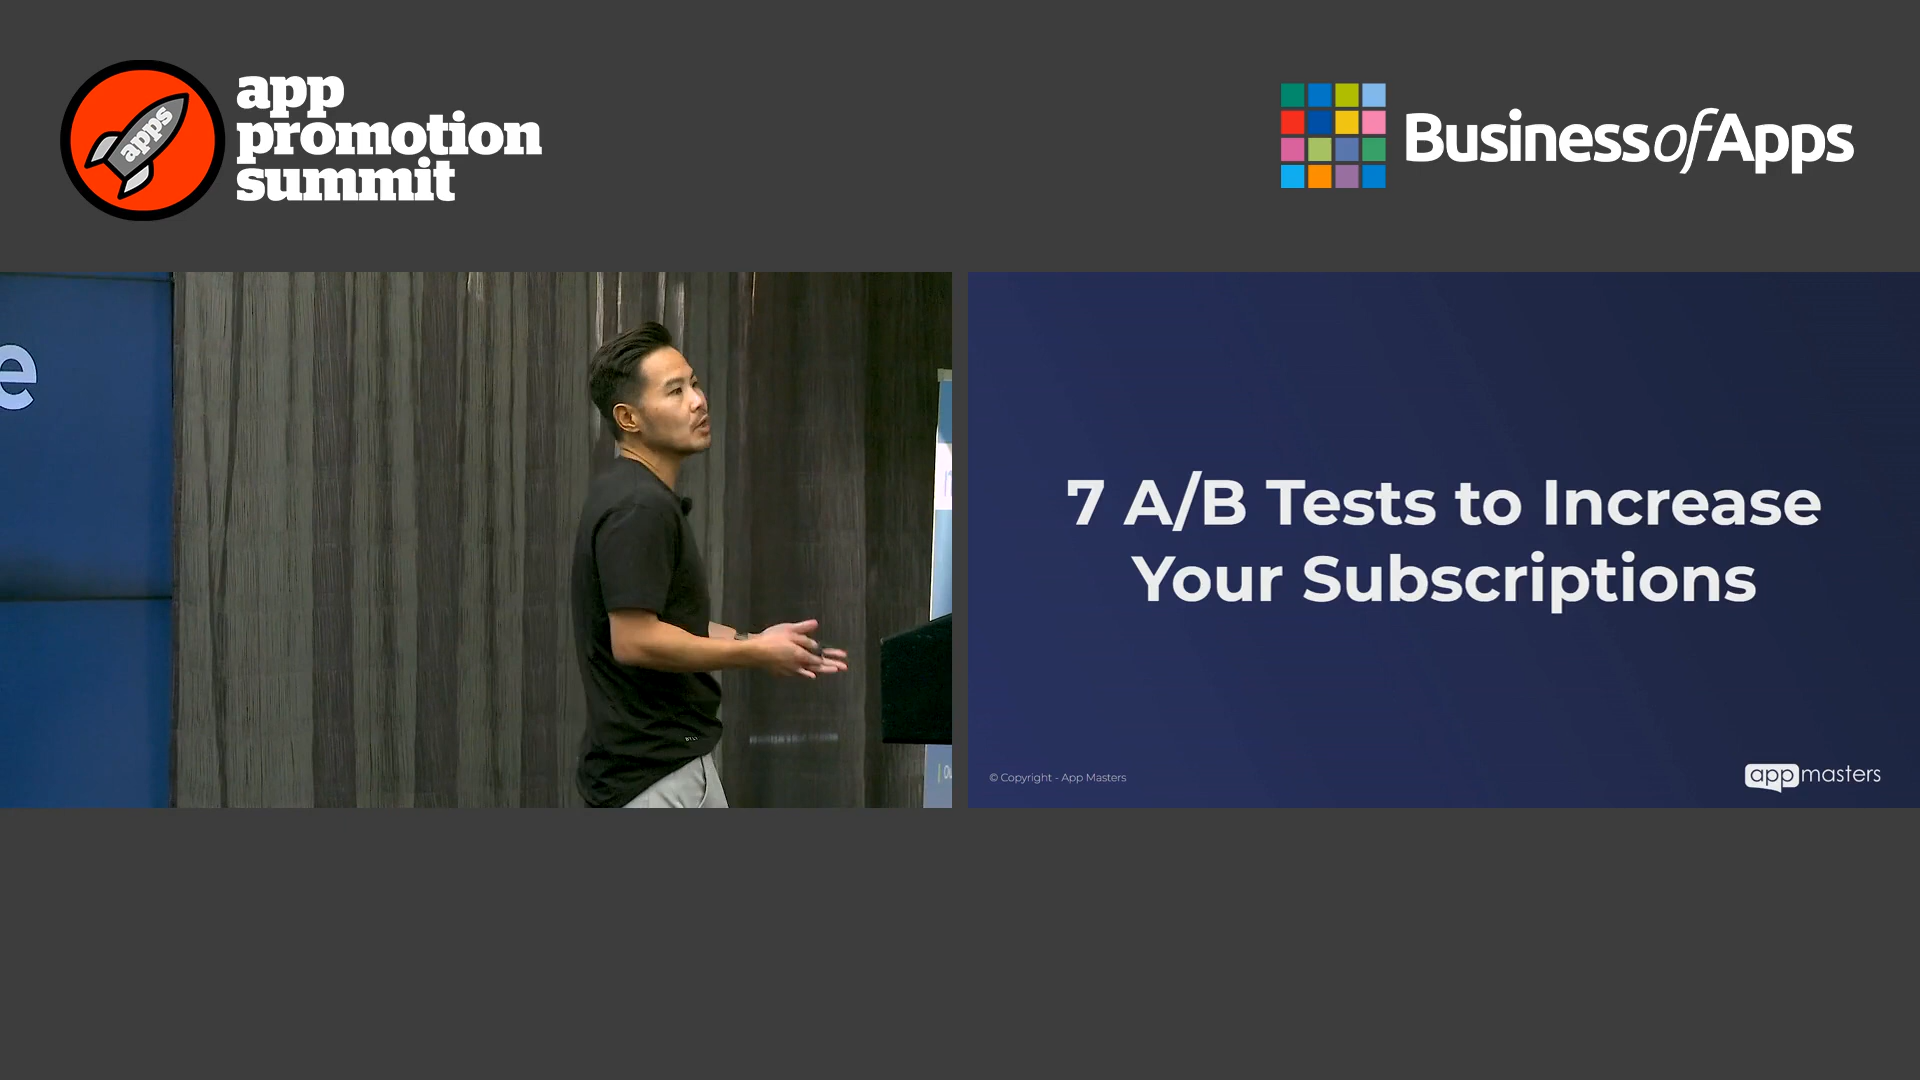 apps
app
promotion
summit
BusinessofApps
e
7 A/B Tests to Increase
Your Subscriptions
© Copyright - App Masters
appmasters